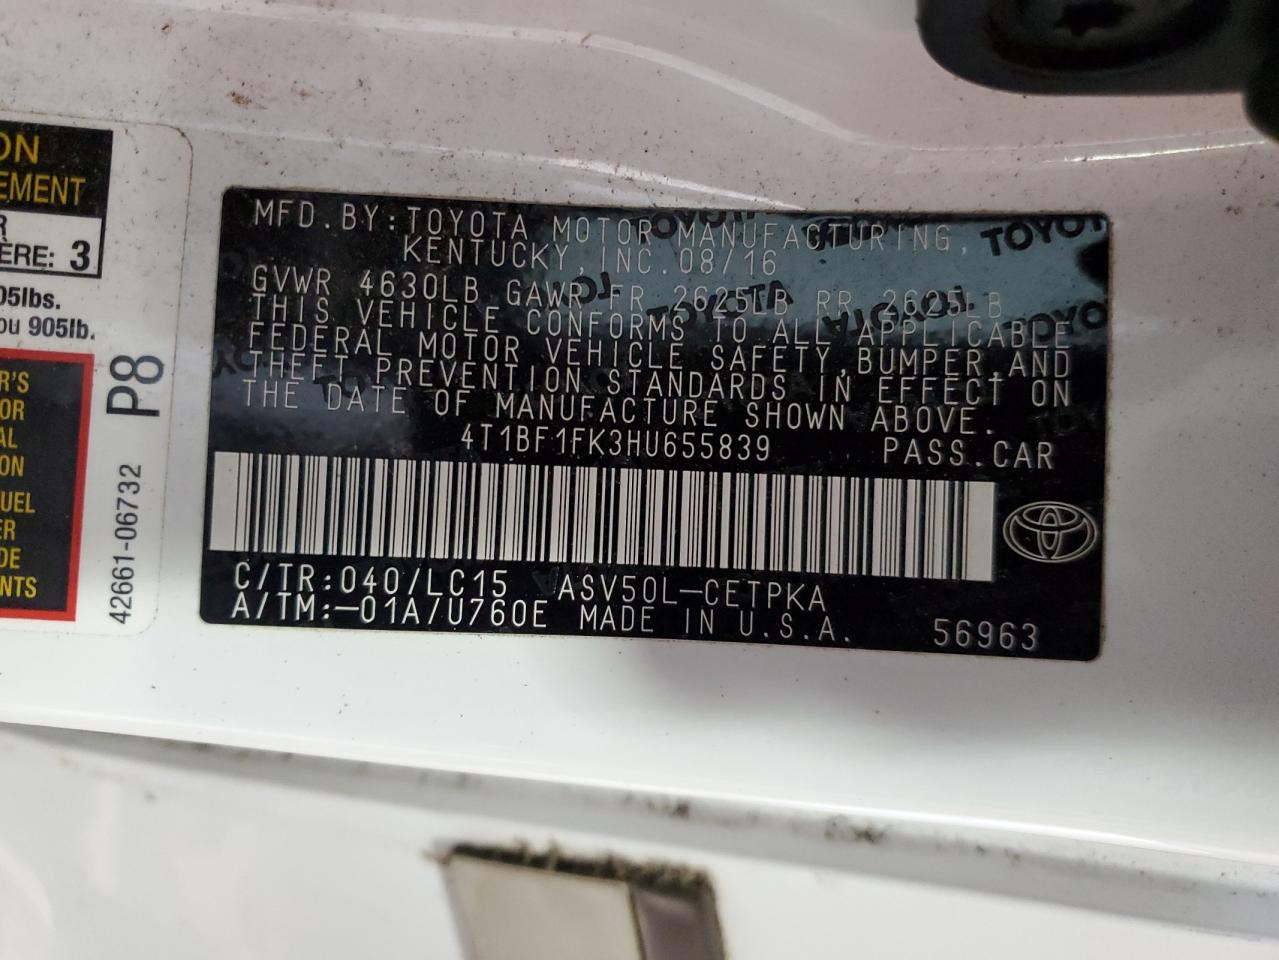 ON
EMENT
R
ÈRE: 3
05lbs.
ou 905lb.
R'S
OR
AL
ON
UEL
ER
DE
NTS
P8
42661-06732
MFD.BY:TOYOTA MOTOR MANUFACTURING,
KENTUCKY,INC.08/16
GVWR 4630LB GAWR FR 2625LB RR 2625LB
THIS VEHICLE CONFORMS TO ALL APPLICABLE
FEDERAL MOTOR VEHICLE SAFETY,BUMPER,AND
THEFT PREVENTION STANDARDS IN EFFECT ON
THE DATE OF MANUFACTURE SHOWN ABOVE.
4T1BF1FK3HU655839 PASS.CAR
C/TR:040/LC15 ASV50L-CETPKA
A/TM:-01A/U760E MADE IN U.S.A. 56963